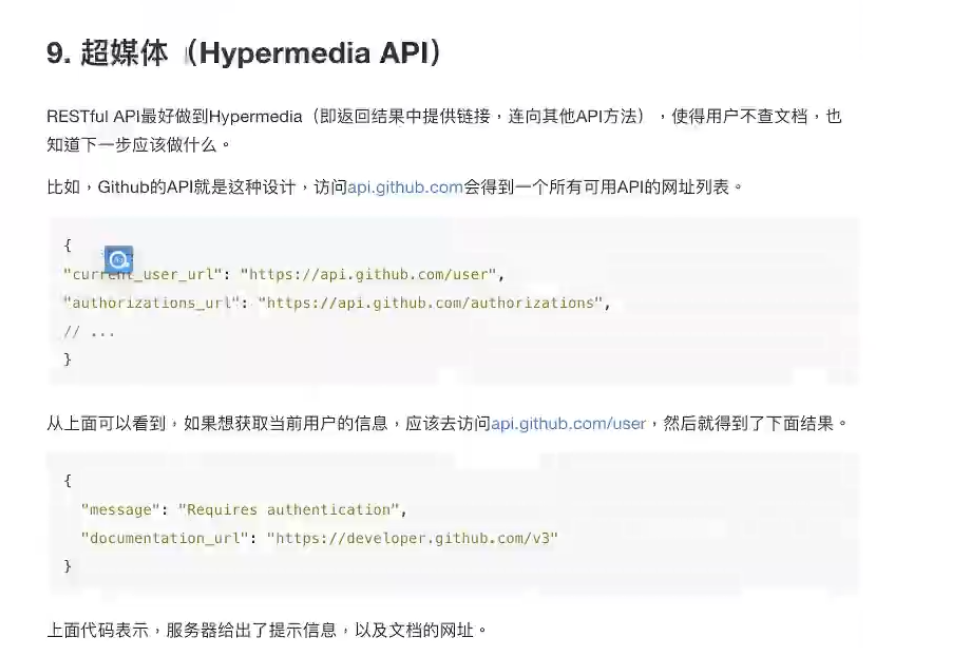 9. 超媒体（Hypermedia API）
RESTful API最好做到Hypermedia（即返回结果中提供链接，连向其他API方法），使得用户不查文档，也
知道下一步应该做什么。
比如，Github的API就是这种设计，访问api.github.com会得到一个所有可用API的网址列表。
{
"current_user_url": "https://api.github.com/user",
"authorizations_url": "https://api.github.com/authorizations",
// ...
}
从上面可以看到，如果想获取当前用户的信息，应该去访问api.github.com/user，然后就得到了下面结果。
{
  "message": "Requires authentication",
  "documentation_url": "https://developer.github.com/v3"
}
上面代码表示，服务器给出了提示信息，以及文档的网址。